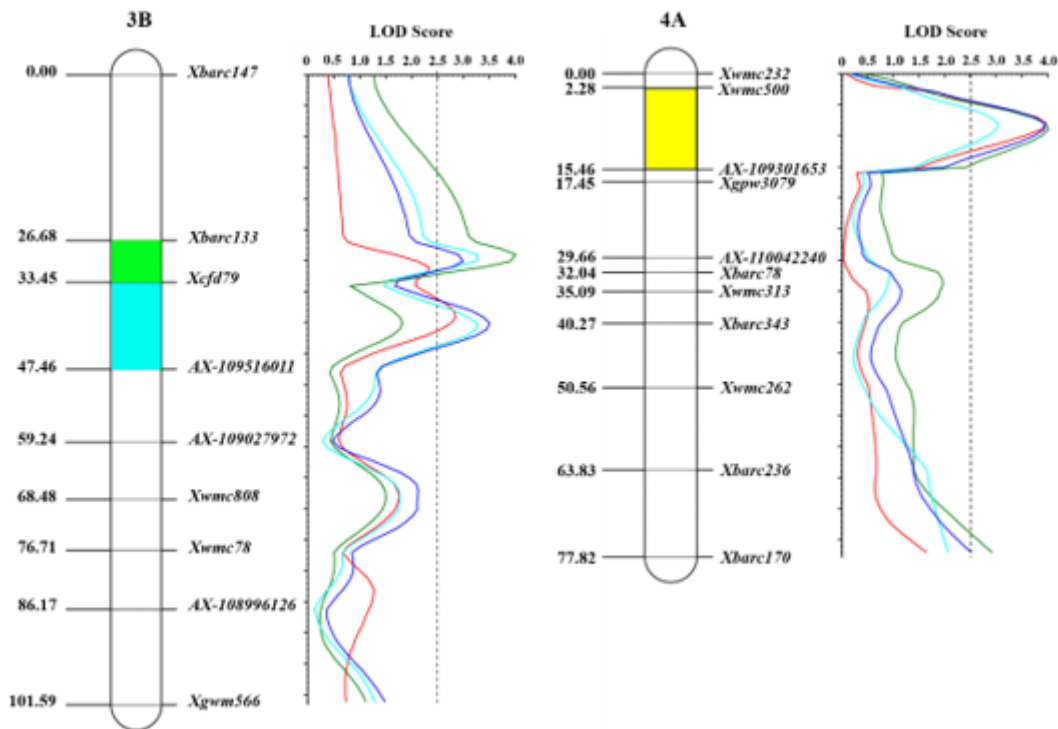 3B
LOD Score
0 0.5 1.0 1.5 2.0 2.5 3.0 3.5 4.0
0.00 Xbarc147
26.68 Xbarc133
33.45 Xcfd79
47.46 AX-109516011
59.24 AX-109027972
68.48 Xwmc808
76.71 Xwmc78
86.17 AX-108996126
101.59 Xgwm566
4A
LOD Score
0 0.5 1.0 1.5 2.0 2.5 3.0 3.5 4.0
0.00 Xwmc232
2.28 Xwmc500
15.46 AX-109301653
17.45 Xgpw3079
29.66 AX-110042240
32.04 Xbarc78
35.09 Xwmc313
40.27 Xbarc343
50.56 Xwmc262
63.83 Xbarc236
77.82 Xbarc170